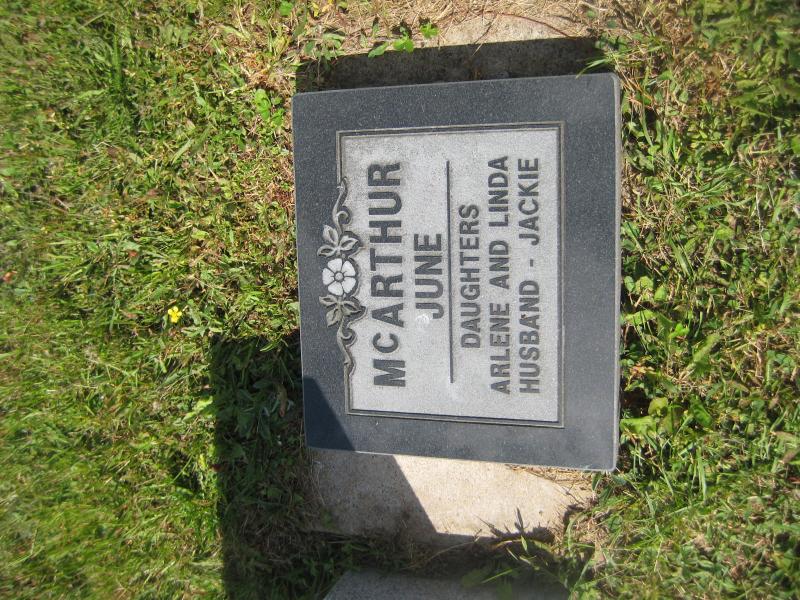 MCARTHUR
JUNE
DAUGHTERS
ARLENE AND LINDA
HUSBAND - JACKIE